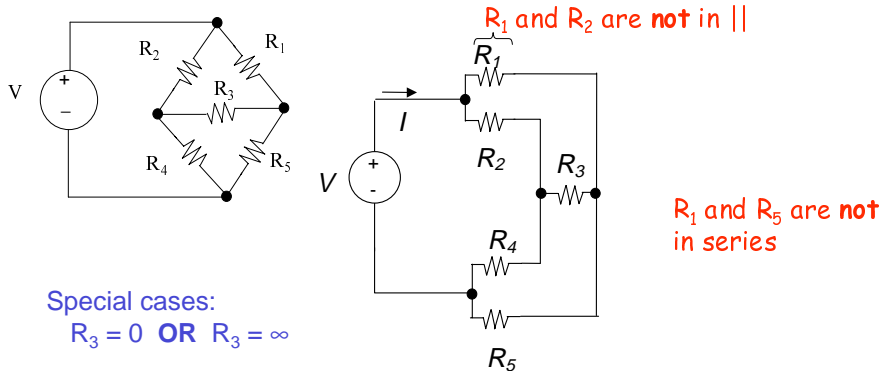 R₁ and R₂ are not in ||
R₂
R₁
R₃
R₄
R₅
V
+
–
R₁
I
R₂
R₃
V
+
-
R₄
R₅
R₁ and R₅ are not
in series
Special cases:
R₃ = 0 OR R₃ = ∞